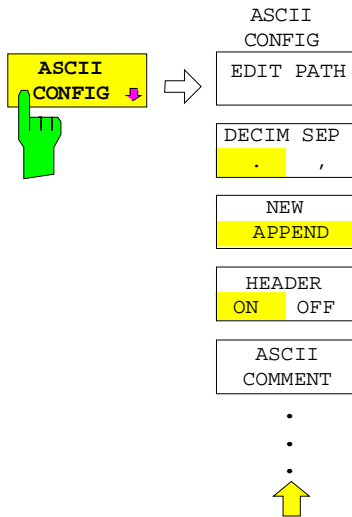 ASCII
CONFIG
ASCII
CONFIG
EDIT PATH
DECIM SEP
. ,
NEW
APPEND
HEADER
ON OFF
ASCII
COMMENT
.
.
.